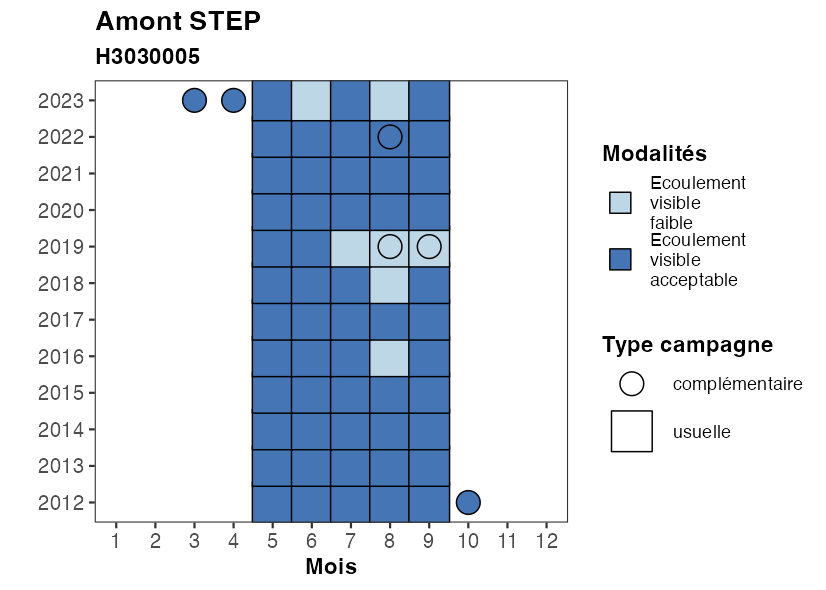 Amont STEP
H3030005
2023
2022
2021
2020
2019
2018
2017
2016
2015
2014
2013
2012
1 2 3 4 5 6 7 8 9 10 11 12
Mois
Modalités
Ecoulement
visible
faible
Ecoulement
visible
acceptable
Type campagne
complémentaire
usuelle